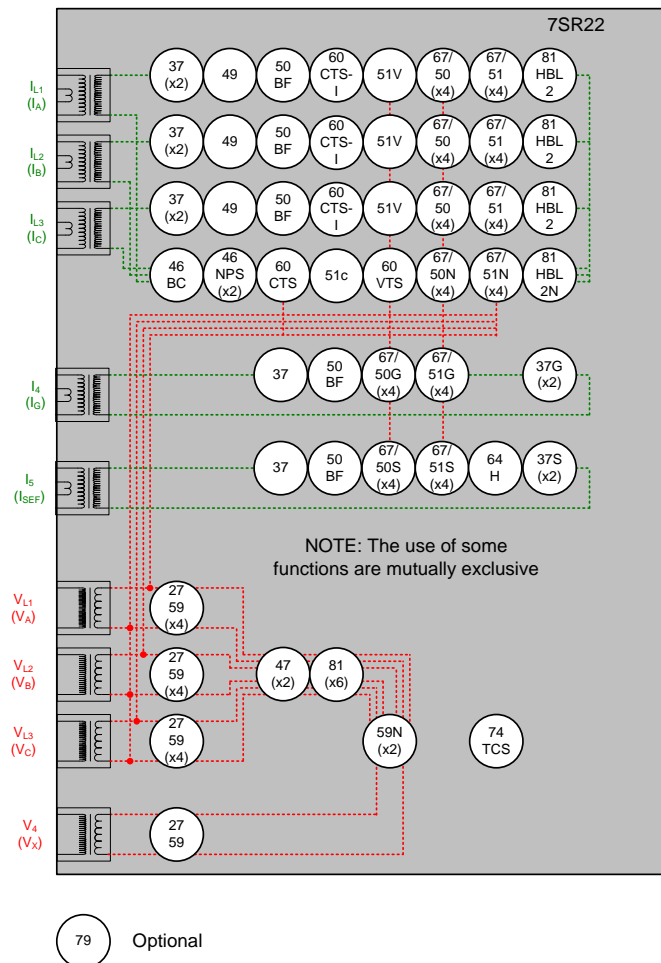 7SR22
IL1
(IA)
37
(x2)
49
50
BF
60
CTS-
I
51V
67/
50
(x4)
67/
51
(x4)
81
HBL
2
IL2
(IB)
37
(x2)
49
50
BF
60
CTS-
I
51V
67/
50
(x4)
67/
51
(x4)
81
HBL
2
IL3
(IC)
37
(x2)
49
50
BF
60
CTS-
I
51V
67/
50
(x4)
67/
51
(x4)
81
HBL
2
46
BC
46
NPS
(x2)
60
CTS
51c
60
VTS
67/
50N
(x4)
67/
51N
(x4)
81
HBL
2N
I4
(IG)
37
50
BF
67/
50G
(x4)
67/
51G
(x4)
37G
(x2)
I5
(ISEF)
37
50
BF
67/
50S
(x4)
67/
51S
(x4)
64
H
37S
(x2)
NOTE: The use of some
functions are mutually exclusive
VL1
(VA)
27
59
(x4)
VL2
(VB)
27
59
(x4)
47
(x2)
81
(x6)
VL3
(VC)
27
59
(x4)
59N
(x2)
74
TCS
V4
(VX)
27
59
79
Optional